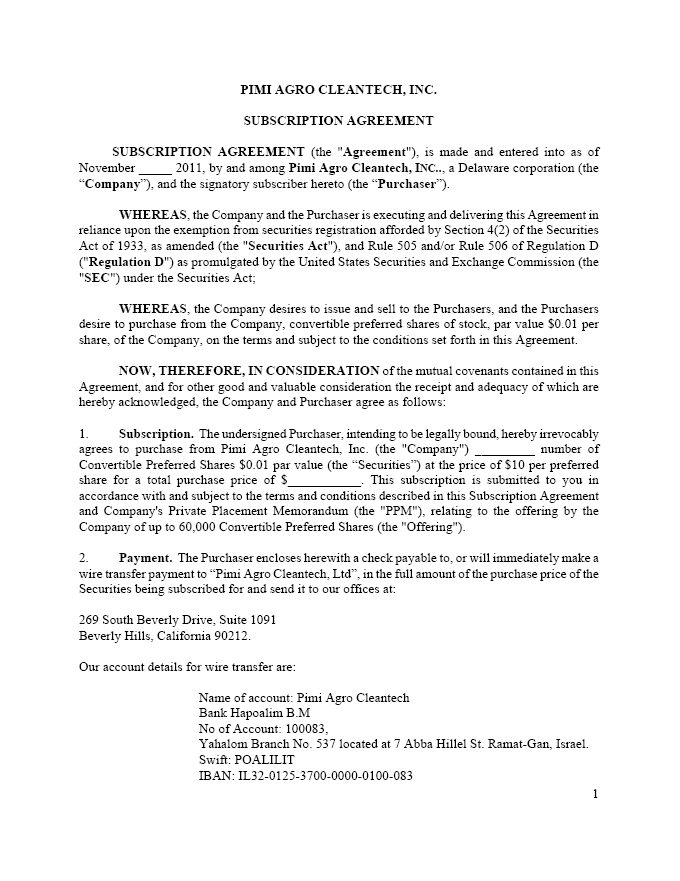 PIMI AGRO CLEANTECH, INC.
SUBSCRIPTION AGREEMENT
SUBSCRIPTION AGREEMENT (the "Agreement"), is made and entered into as of
November _____ 2011, by and among Pimi Agro Cleantech, INC.., a Delaware corporation (the
“Company”), and the signatory subscriber hereto (the “Purchaser”).
WHEREAS, the Company and the Purchaser is executing and delivering this Agreement in
reliance upon the exemption from securities registration afforded by Section 4(2) of the Securities
Act of 1933, as amended (the "Securities Act"), and Rule 505 and/or Rule 506 of Regulation D
("Regulation D") as promulgated by the United States Securities and Exchange Commission (the
"SEC") under the Securities Act;
WHEREAS, the Company desires to issue and sell to the Purchasers, and the Purchasers
desire to purchase from the Company, convertible preferred shares of stock, par value $0.01 per
share, of the Company, on the terms and subject to the conditions set forth in this Agreement.
NOW, THEREFORE, IN CONSIDERATION of the mutual covenants contained in this
Agreement, and for other good and valuable consideration the receipt and adequacy of which are
hereby acknowledged, the Company and Purchaser agree as follows:
1. Subscription. The undersigned Purchaser, intending to be legally bound, hereby irrevocably
agrees to purchase from Pimi Agro Cleantech, Inc. (the "Company") _________ number of
Convertible Preferred Shares $0.01 par value (the “Securities”) at the price of $10 per preferred
share for a total purchase price of $___________. This subscription is submitted to you in
accordance with and subject to the terms and conditions described in this Subscription Agreement
and Company's Private Placement Memorandum (the "PPM"), relating to the offering by the
Company of up to 60,000 Convertible Preferred Shares (the "Offering").
2. Payment. The Purchaser encloses herewith a check payable to, or will immediately make a
wire transfer payment to “Pimi Agro Cleantech, Ltd”, in the full amount of the purchase price of the
Securities being subscribed for and send it to our offices at:
269 South Beverly Drive, Suite 1091
Beverly Hills, California 90212.
Our account details for wire transfer are:
Name of account: Pimi Agro Cleantech
Bank Hapoalim B.M
No of Account: 100083,
Yahalom Branch No. 537 located at 7 Abba Hillel St. Ramat-Gan, Israel.
Swift: POALILIT
IBAN: IL32-0125-3700-0000-0100-083
1